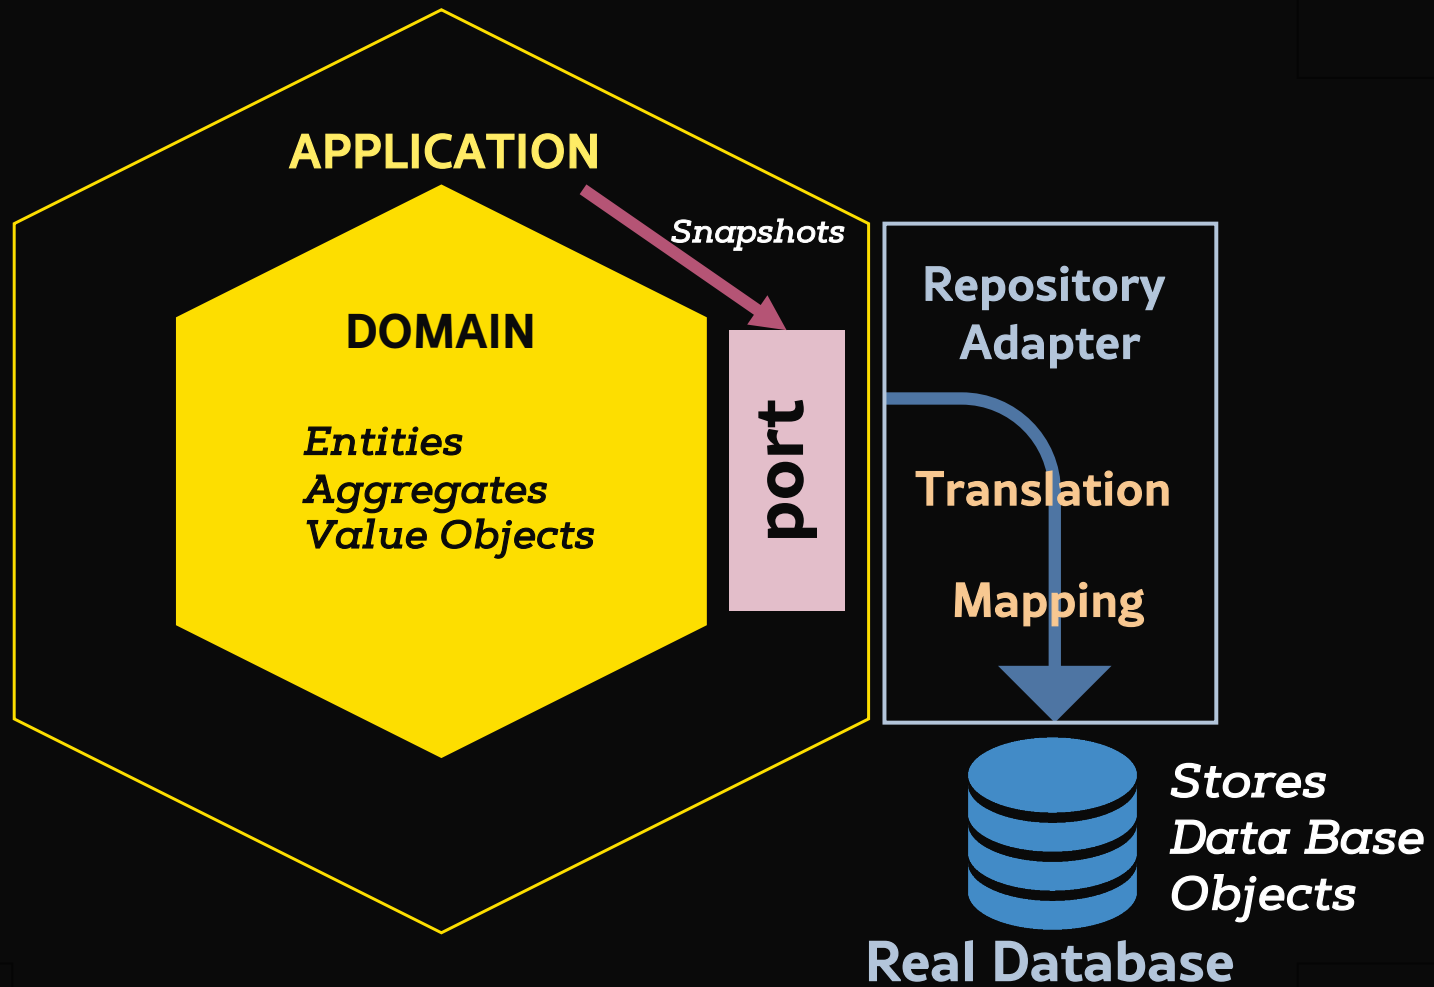 APPLICATION
Snapshots
DOMAIN
Entities
Aggregates
Value Objects
port
Repository
Adapter
Translation
Mapping
Stores
Data Base
Objects
Real Database